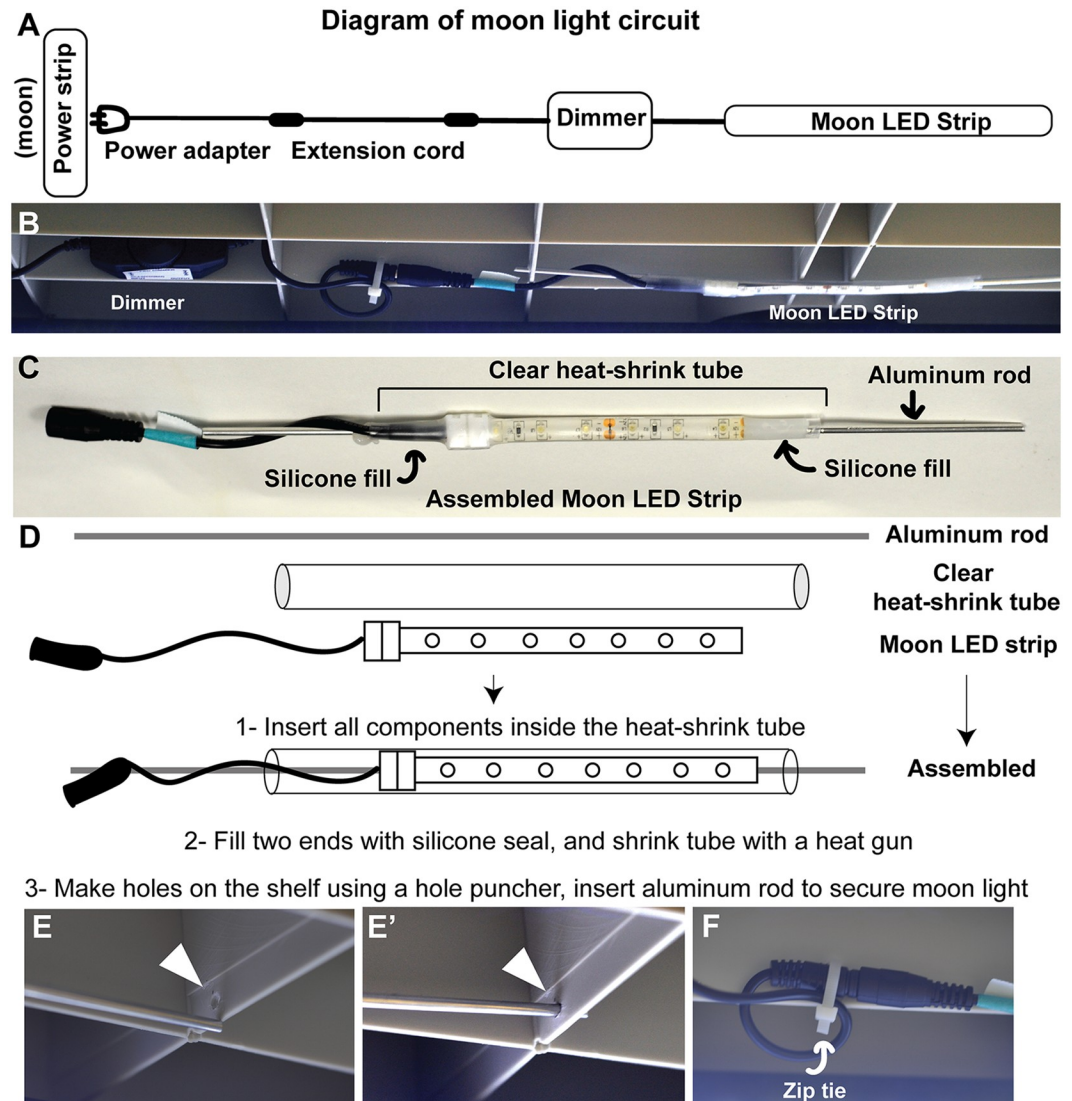 A
Diagram of moon light circuit
(moon)
Power strip
Power adapter
Extension cord
Dimmer
Moon LED Strip
B
Dimmer
Moon LED Strip
C
Clear heat-shrink tube
Aluminum rod
Silicone fill
Silicone fill
Assembled Moon LED Strip
D
Aluminum rod
Clear
heat-shrink tube
Moon LED strip
1- Insert all components inside the heat-shrink tube
Assembled
2- Fill two ends with silicone seal, and shrink tube with a heat gun
3- Make holes on the shelf using a hole puncher, insert aluminum rod to secure moon light
E
E’
F
Zip tie